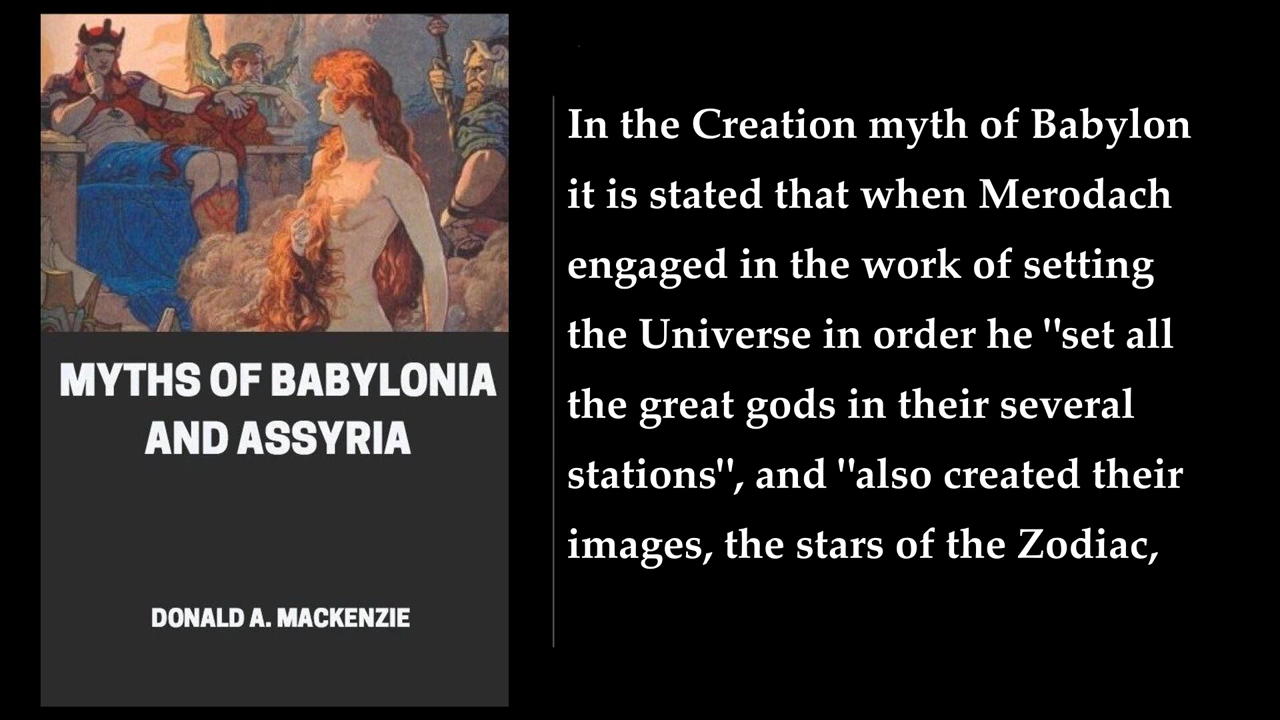 MYTHS OF BABYLONIA
AND ASSYRIA
DONALD A. MACKENZIE
In the Creation myth of Babylon
it is stated that when Merodach
engaged in the work of setting
the Universe in order he "set all
the great gods in their several
stations", and "also created their
images, the stars of the Zodiac,